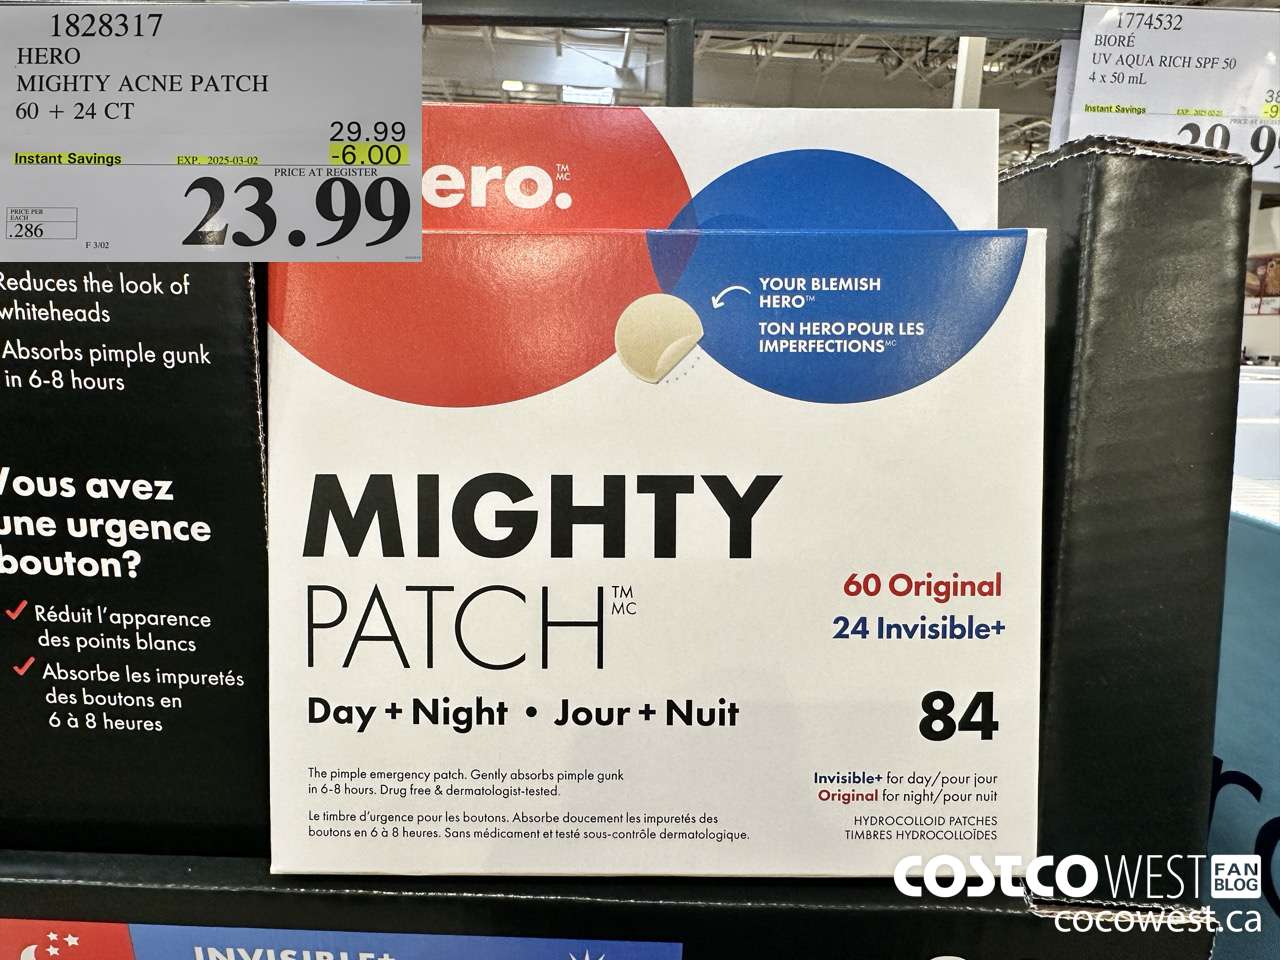 1828317
HERO
MIGHTY ACNE PATCH
60 + 24 CT
29.99
Instant Savings EXP. 2025-03-02 -6.00
PRICE AT REGISTER
23.99
PRICE PER
EACH
.286
F 3/02
1774532
BIORÉ
UV AQUA RICH SPF 50
4 x 50 mL
Instant Savings
ero.™
MC
YOUR BLEMISH
HERO™
TON HERO POUR LES
IMPERFECTIONS MC
Reduces the look of
whiteheads
Absorbs pimple gunk
in 6-8 hours
Vous avez
une urgence
bouton?
Réduit l'apparence
des points blancs
Absorbe les impuretés
des boutons en
6 à 8 heures
MIGHTY
PATCH™
MC
60 Original
24 Invisible+
Day + Night • Jour + Nuit
84
The pimple emergency patch. Gently absorbs pimple gunk
in 6-8 hours. Drug free & dermatologist-tested.
Le timbre d'urgence pour les boutons. Absorbe doucement les impuretés des
boutons en 6 à 8 heures. Sans médicament et testé sous-contrôle dermatologique.
Invisible+ for day/pour jour
Original for night/pour nuit
HYDROCOLLOID PATCHES
TIMBRES HYDROCOLLOÏDES
INVISIBLE+
COSTCO WEST FAN
BLOG
cocowest.ca